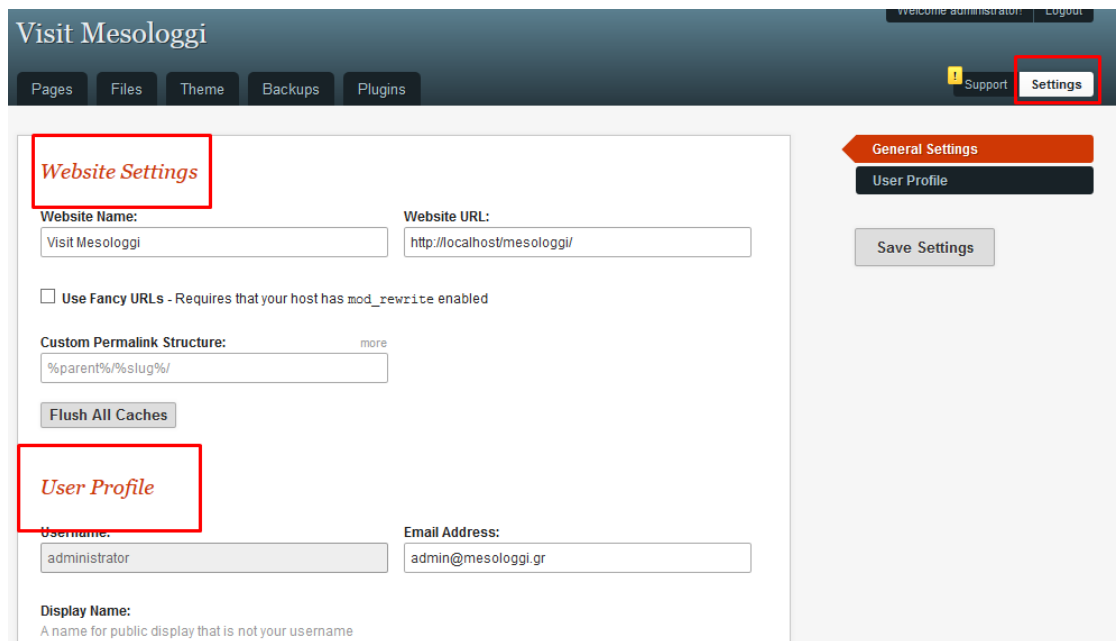 Welcome administrator! Logout
Visit Mesologgi
Pages Files Theme Backups Plugins
! Support Settings
Website Settings
Website Name: Website URL:
Visit Mesologgi http://localhost/mesologgi/
Use Fancy URLs - Requires that your host has mod_rewrite enabled
Custom Permalink Structure: more
%parent%/%slug%/
Flush All Caches
User Profile
Username: Email Address:
administrator admin@mesologgi.gr
Display Name:
A name for public display that is not your username
General Settings
User Profile
Save Settings